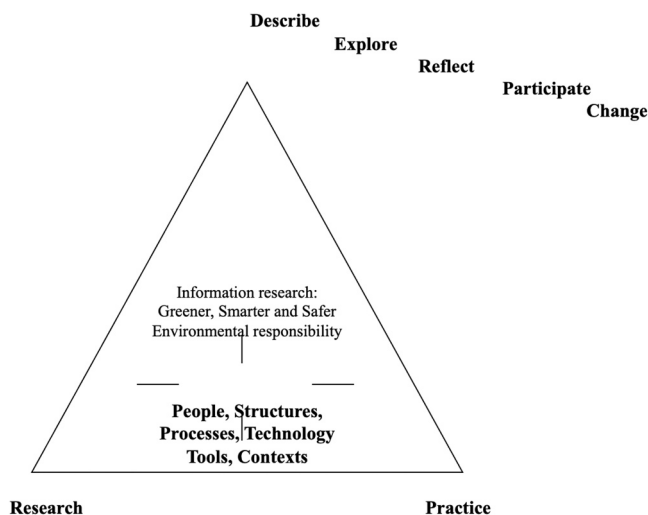 Describe
Explore
Reflect
Participate
Change
Information research:
Greener, Smarter and Safer
Environmental responsibility
People, Structures,
Processes, Technology
Tools, Contexts
Research
Practice